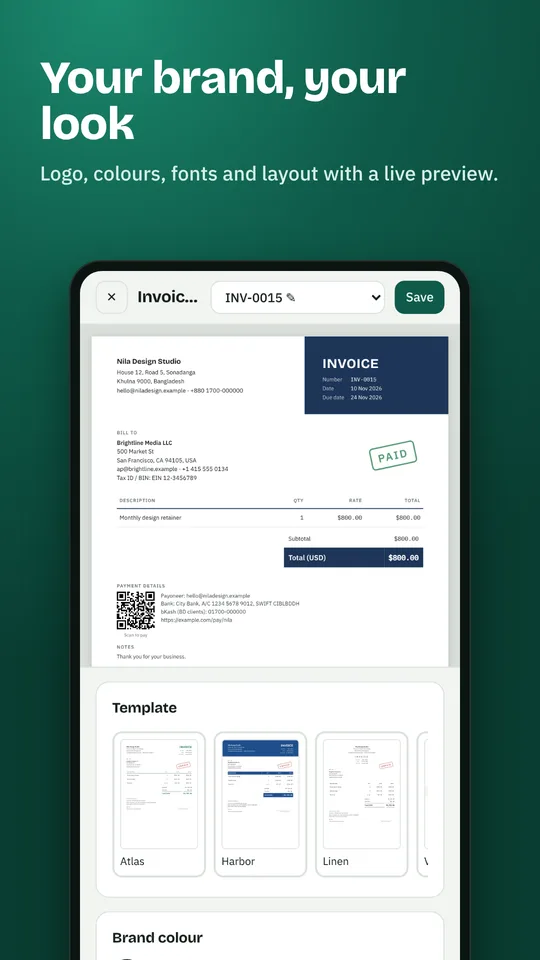 Your brand, your
look
Logo, colours, fonts and layout with a live preview.
× Invoic... INV-0015 ✎ Save
Nila Design Studio
House 12, Road 5, Sonadanga
Khulna 9000, Bangladesh
hello@niladesign.example · +880 1700-000000
INVOICE
Number INV-0015
Date 10 Nov 2026
Due date 24 Nov 2026
BILL TO
Brightline Media LLC
500 Market St
San Francisco, CA 94105, USA
ap@brightline.example · +1 415 555 0134
Tax ID / BIN: EIN 12-3456789
PAID
DESCRIPTION QTY RATE TOTAL
Monthly design retainer 1 $800.00 $800.00
Subtotal $800.00
Total (USD) $800.00
PAYMENT DETAILS
Payoneer: hello@niladesign.example
Bank: City Bank, A/C 1234 5678 9012, SWIFT CIBLBDDH
bKash (BD clients): 01700-000000
https://example.com/pay/nila
Scan to pay
NOTES
Thank you for your business.
Template
Atlas
Harbor
Linen
Brand colour